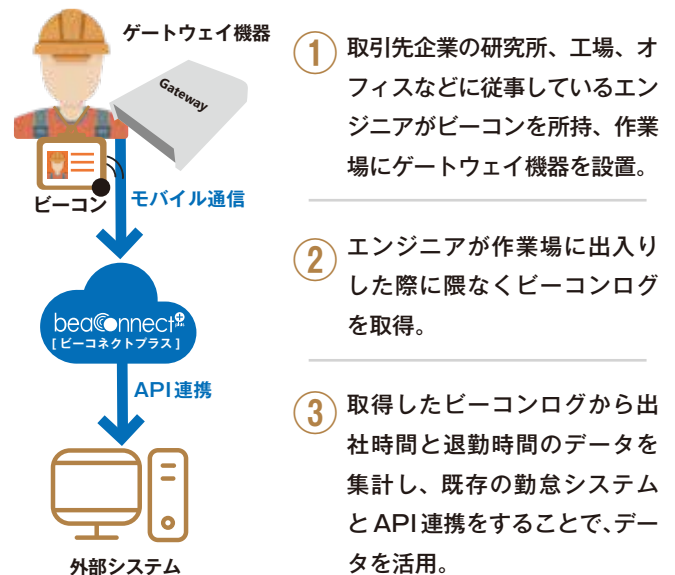 ゲートウェイ機器
Gateway
ビーコン
モバイル通信
beaconnect plus
[ ビーコネクトプラス ]
API連携
外部システム
① 取引先企業の研究所、工場、オ
フィスなどに従事しているエン
ジニアがビーコンを所持、作業
場にゲートウェイ機器を設置。
② エンジニアが作業場に出入り
した際に隈なくビーコンログ
を取得。
③ 取得したビーコンログから出
社時間と退勤時間のデータを
集計し、既存の勤怠システム
とAPI連携をすることで、デー
タを活用。